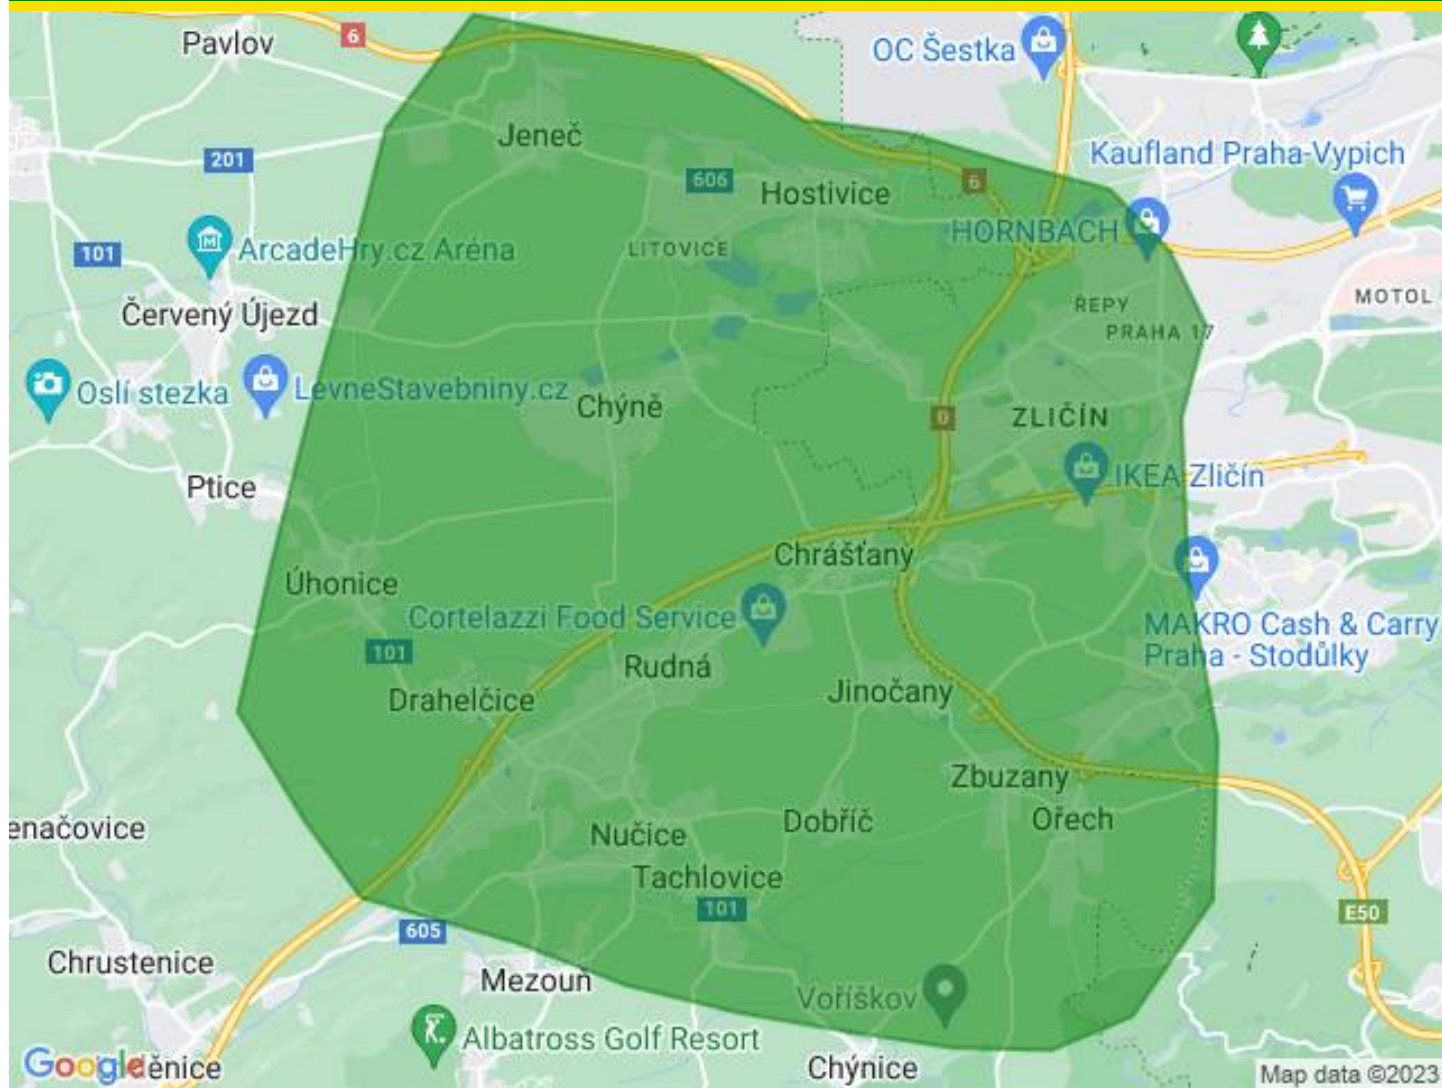 Pavlov
6
OC Šestka
Jeneč
Kaufland Praha-Vypich
201
606
Hostivice
6
HORNBACH
101
ArcadeHry.cz Aréna
LITOVICE
Červený Újezd
ŘEPY
MOTOL
PRAHA 17
Oslí stezka
LevneStavebniny.cz
Chýně
0
ZLIČÍN
Ptice
IKEA Zličín
Chrášťany
Úhonice
Cortelazzi Food Service
MAKRO Cash & Carry
Praha - Stodůlky
101
Rudná
Drahelčice
Jinočany
Zbuzany
enačovice
Nučice
Dobříč
Ořech
Tachlovice
101
E50
605
Chrustenice
Mezouň
Voříškov
Albatross Golf Resort
Google
ěnice
Chýnice
Map data ©2023